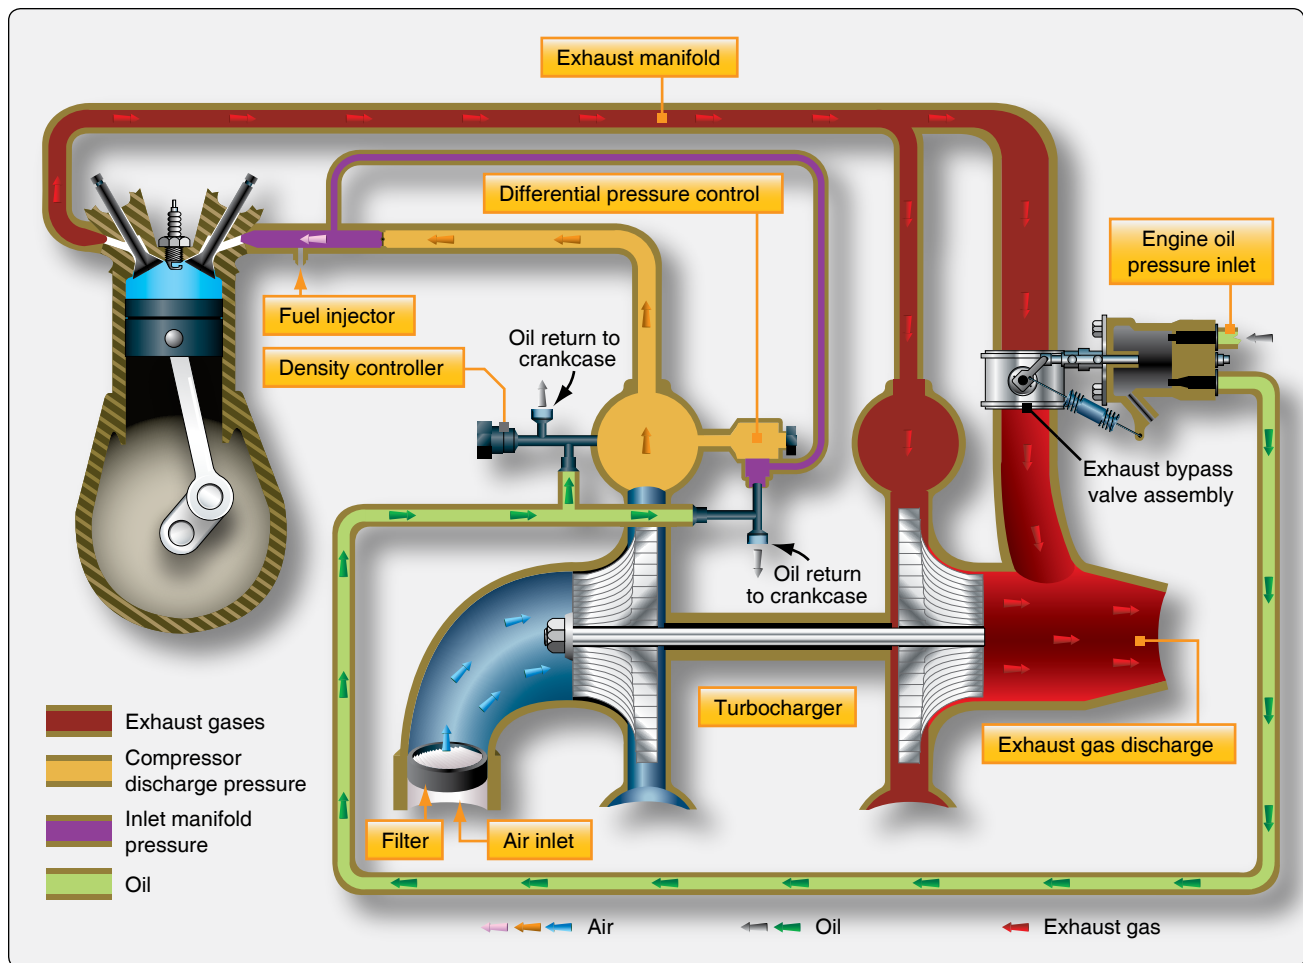 Exhaust manifold
Differential pressure control
Engine oil
pressure inlet
Fuel injector
Oil return to
crankcase
Density controller
Exhaust bypass
valve assembly
Oil return
to crankcase
Turbocharger
Exhaust gas discharge
Exhaust gases
Compressor
discharge pressure
Inlet manifold
pressure
Oil
Filter
Air inlet
Air
Oil
Exhaust gas